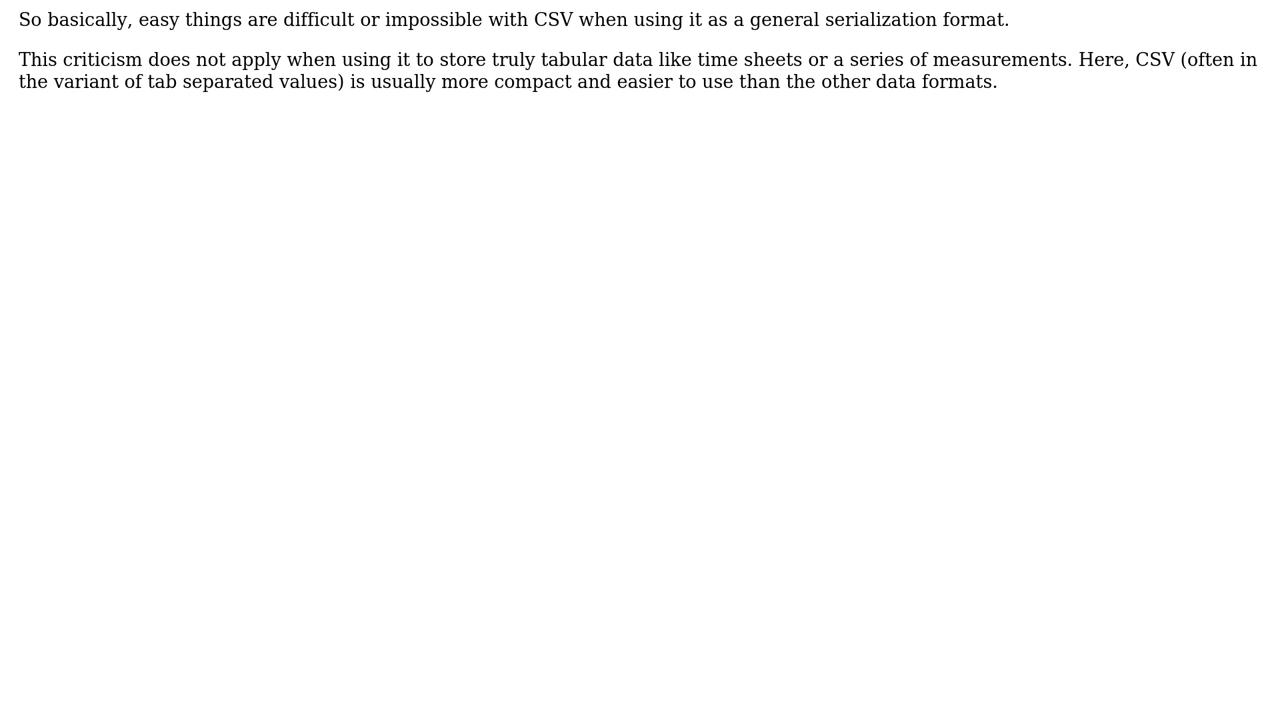 So basically, easy things are difficult or impossible with CSV when using it as a general serialization format.
This criticism does not apply when using it to store truly tabular data like time sheets or a series of measurements. Here, CSV (often in
the variant of tab separated values) is usually more compact and easier to use than the other data formats.